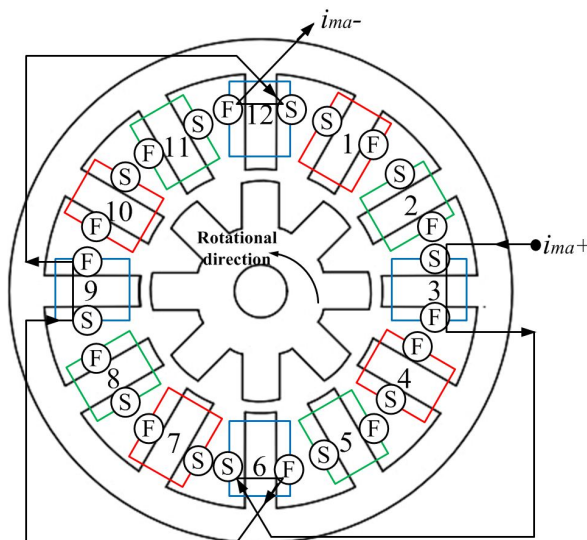 i_ma-
F
12
S
S
1
F
11
S
F
S
2
F
S
10
F
Rotational
direction
i_ma+
F
9
S
S
3
F
F
8
S
F
4
S
F
7
S
S
6
F
F
5
S